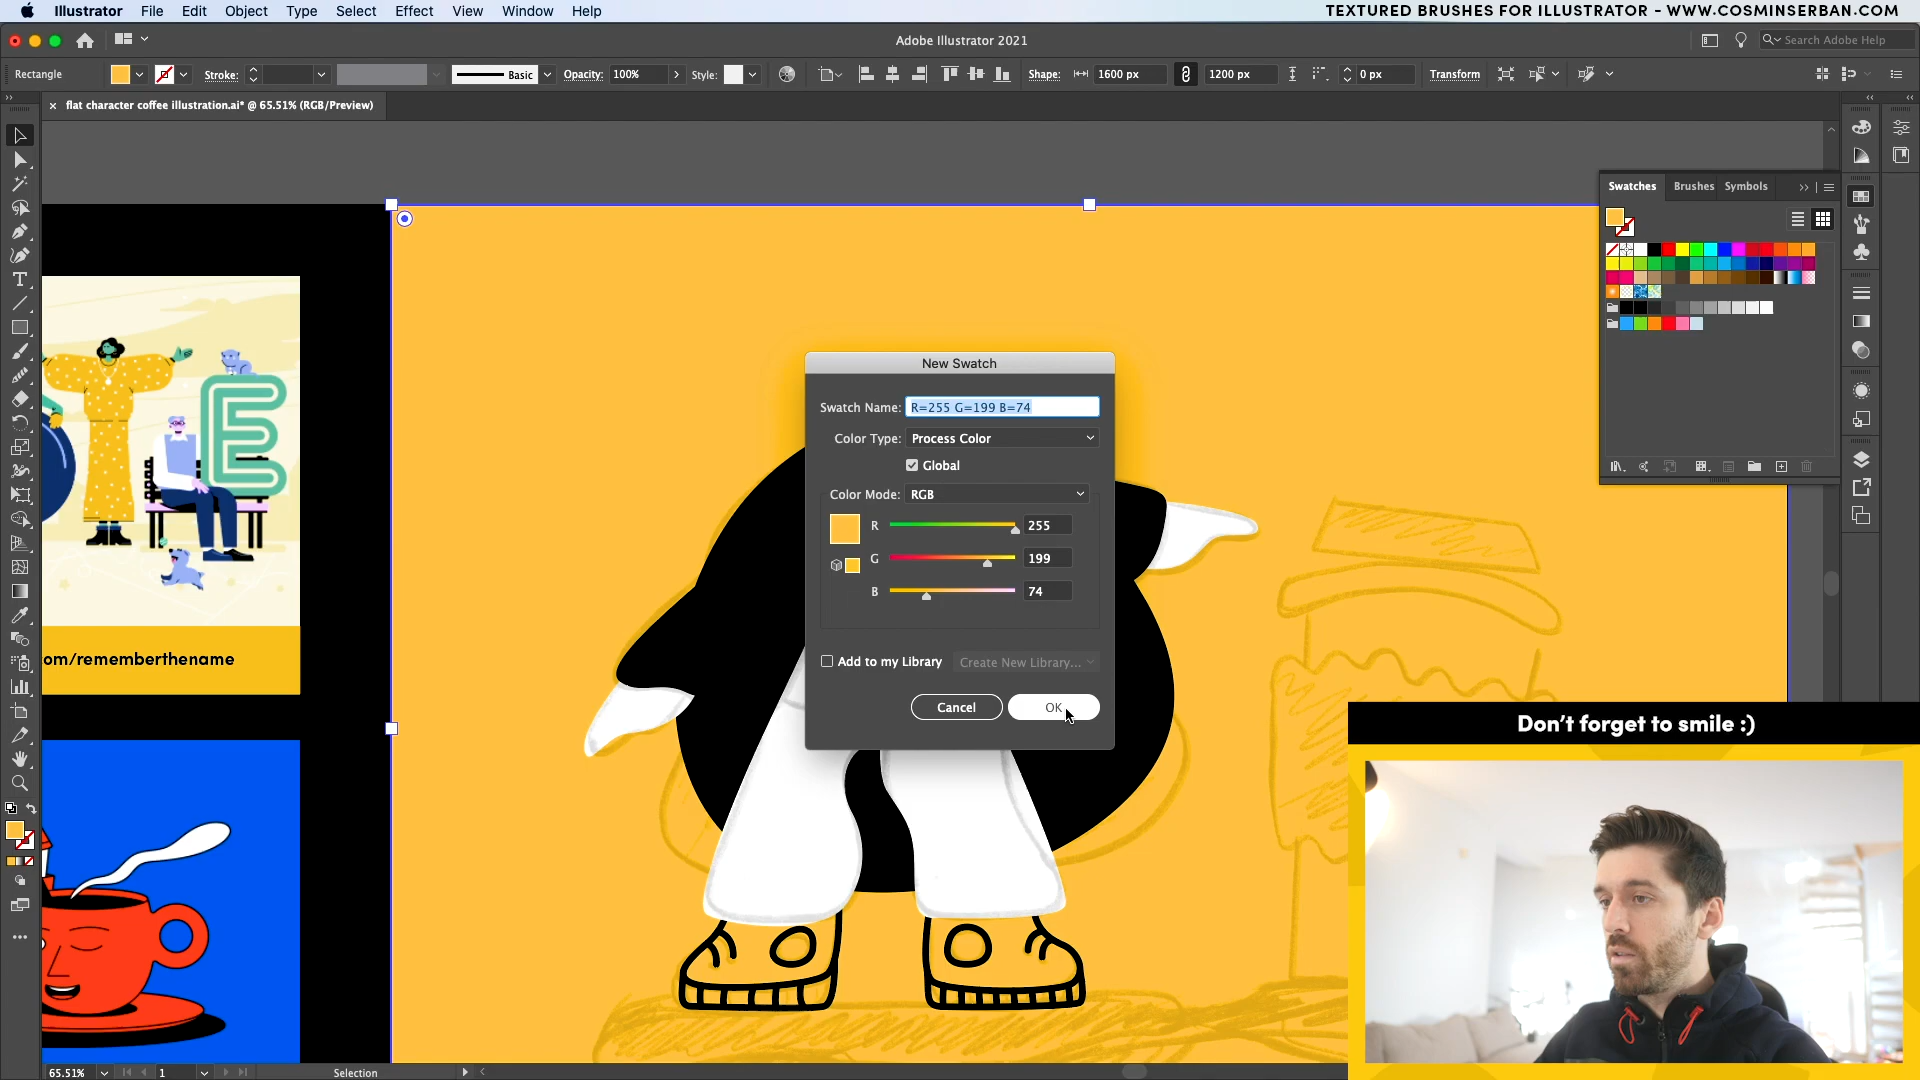 Illustrator File Edit Object Type Select Effect View Window Help
TEXTURED BRUSHES FOR ILLUSTRATOR - WWW.COSMINSERBAN.COM
Adobe Illustrator 2021
Search Adobe Help
Rectangle Stroke: Basic Opacity: 100% Style: Shape: 1600 px 1200 px 0 px Transform
× flat character coffee illustration.ai* @ 65.51% (RGB/Preview)
Swatches Brushes Symbols
New Swatch
Swatch Name: R=255 G=199 B=74
Color Type: Process Color
Global
Color Mode: RGB
R 255
G 199
B 74
Add to my Library Create New Library...
Cancel OK
om/rememberthename
E
Don't forget to smile :)
65.51% 1 Selection